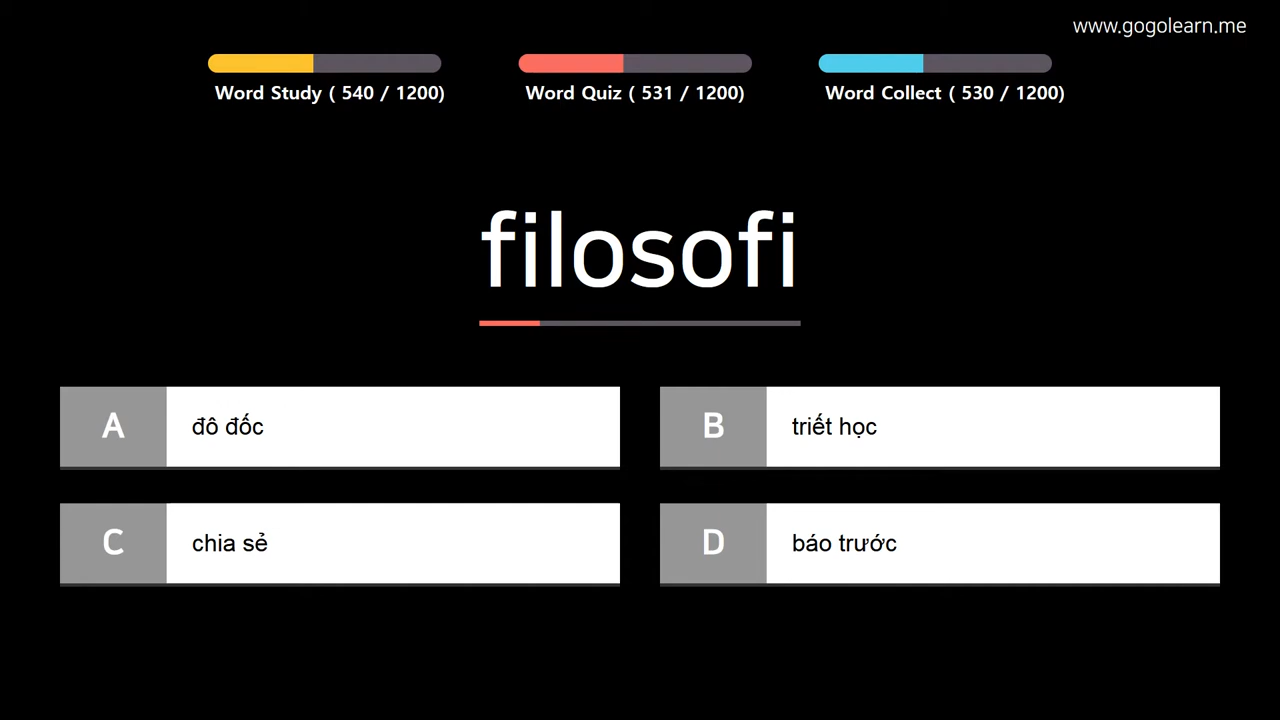 www.gogolearn.me
Word Study ( 540 / 1200)
Word Quiz ( 531 / 1200)
Word Collect ( 530 / 1200)
filosofi
A
đô đốc
B
triết học
C
chia sẻ
D
báo trước